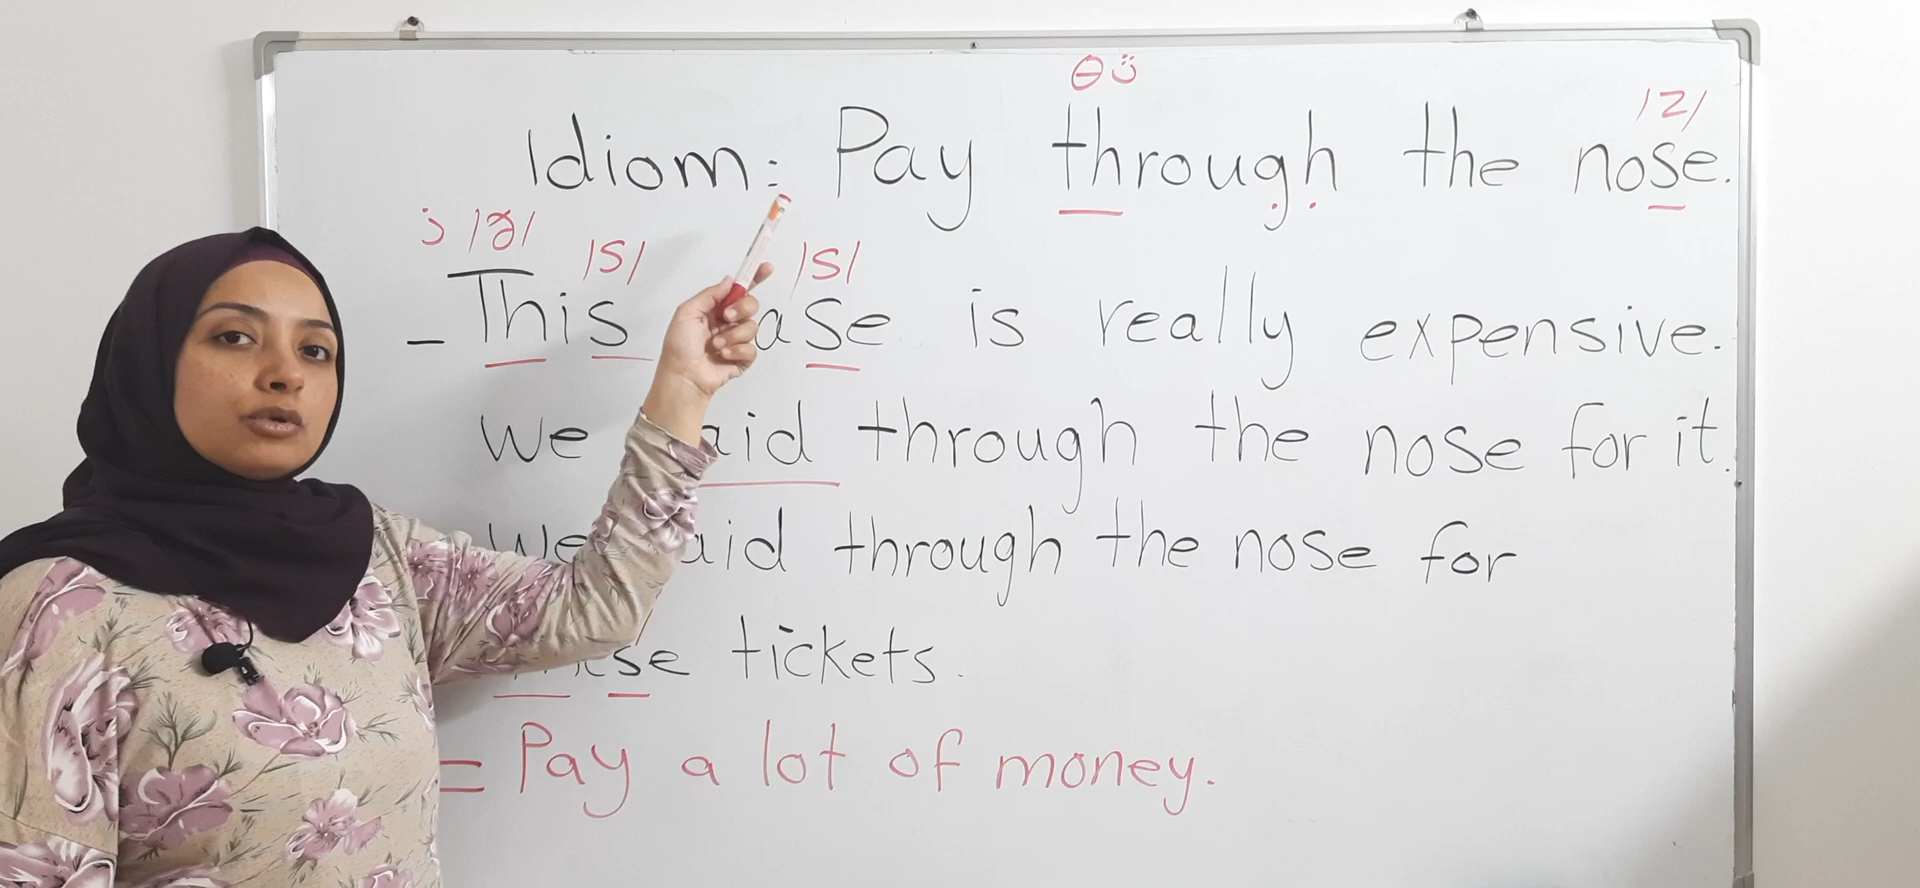 θ ث
/z/
Idiom: Pay through the nose.
ذ /ð/ /s/ /s/
- This ase is really expensive.
We aid through the nose for it.
We aid through the nose for
se tickets.
= Pay a lot of money.